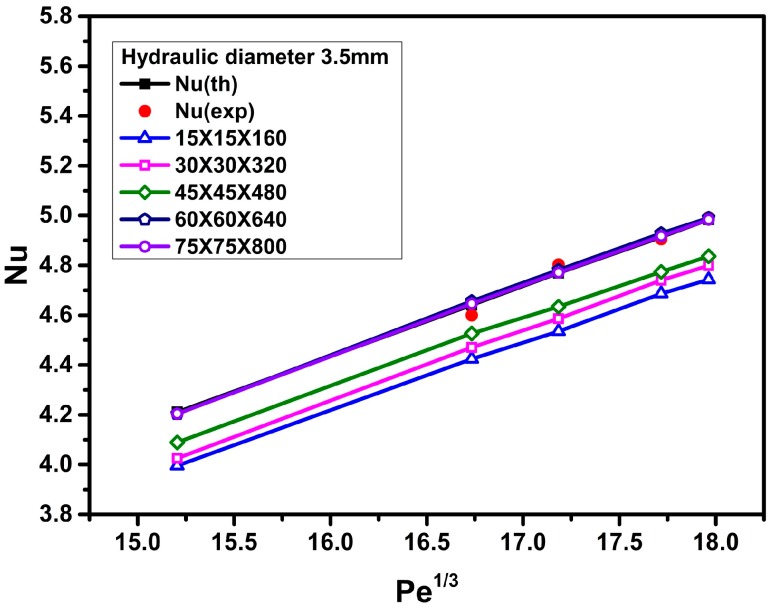 5.8
5.6
5.4
5.2
5.0
4.8
4.6
4.4
4.2
4.0
3.8
Nu
Hydraulic diameter 3.5mm
Nu(th)
Nu(exp)
15X15X160
30X30X320
45X45X480
60X60X640
75X75X800
15.0 15.5 16.0 16.5 17.0 17.5 18.0
Pe1/3